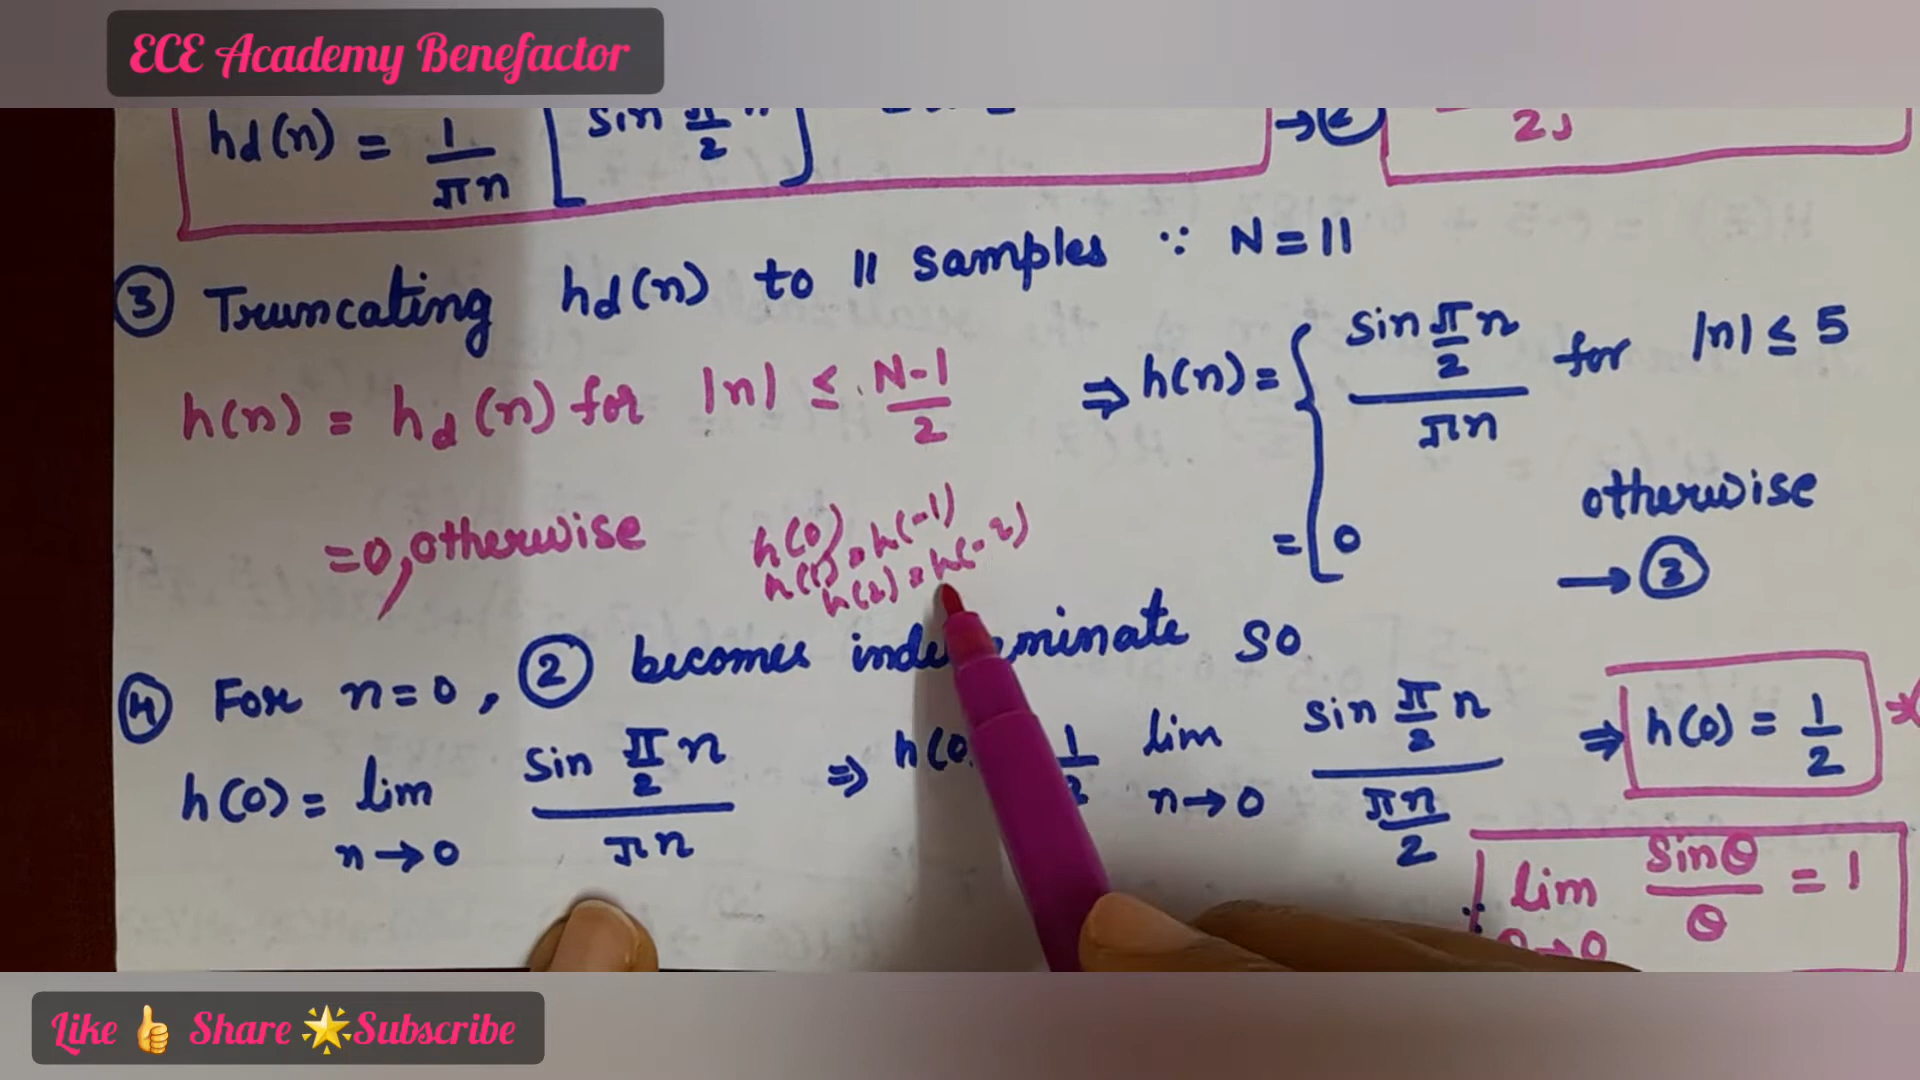 ECE Academy Benefactor
hd(n) = 1/πn [sin π/2 n]
→ ②
2j
③ Truncating hd(n) to 11 samples ∵ N=11
h(n) = hd(n) for |n| ≤ N-1/2
=0, otherwise
⇒ h(n) = { sin π/2 n / πn for |n| ≤ 5
= 0 otherwise
→ ③
h(0)
h(1) = h(-1)
h(2) = h(-2)
④ For n=0, ② becomes so
h(0) = lim n→0 sin π/2 n / πn ⇒ h(0 lim n→0 sin π/2 n / πn/2 ⇒ h(0) = 1/2
∵ lim θ→0 sinθ/θ = 1
Like 👍 Share 🌟Subscribe